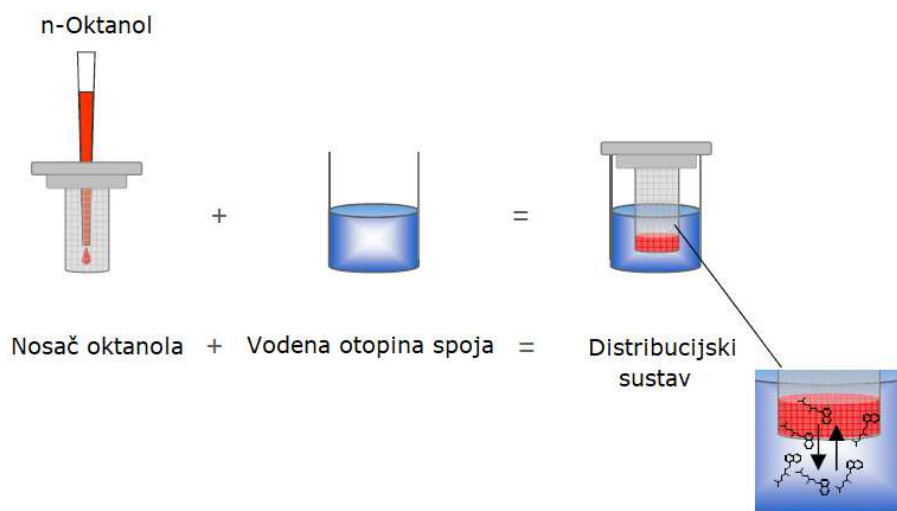 n-Oktanol
+ =
Nosač oktanola + Vodena otopina spoja = Distribucijski
sustav